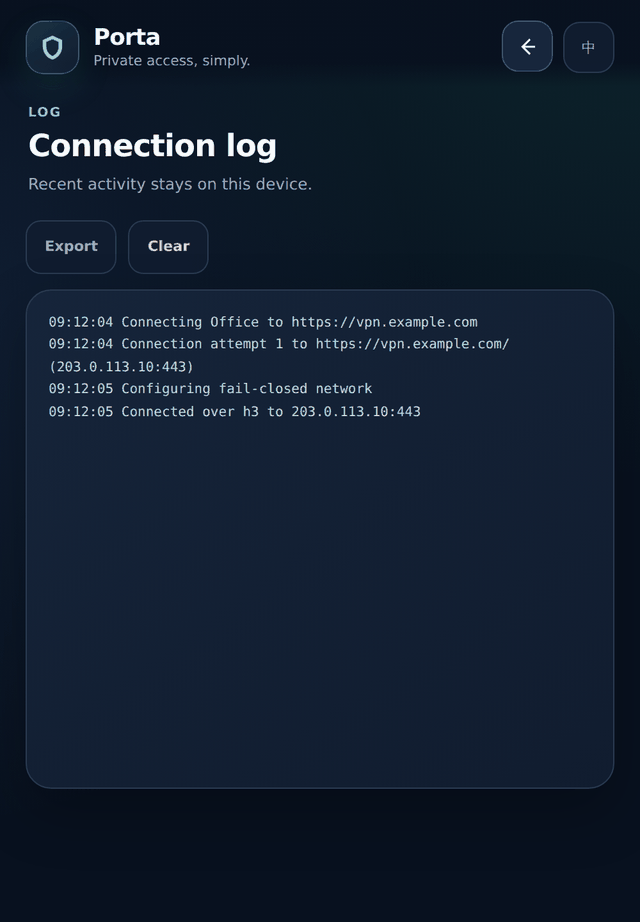 Porta
Private access, simply.
中
LOG
Connection log
Recent activity stays on this device.
Export
Clear
09:12:04 Connecting Office to https://vpn.example.com
09:12:04 Connection attempt 1 to https://vpn.example.com/
(203.0.113.10:443)
09:12:05 Configuring fail-closed network
09:12:05 Connected over h3 to 203.0.113.10:443